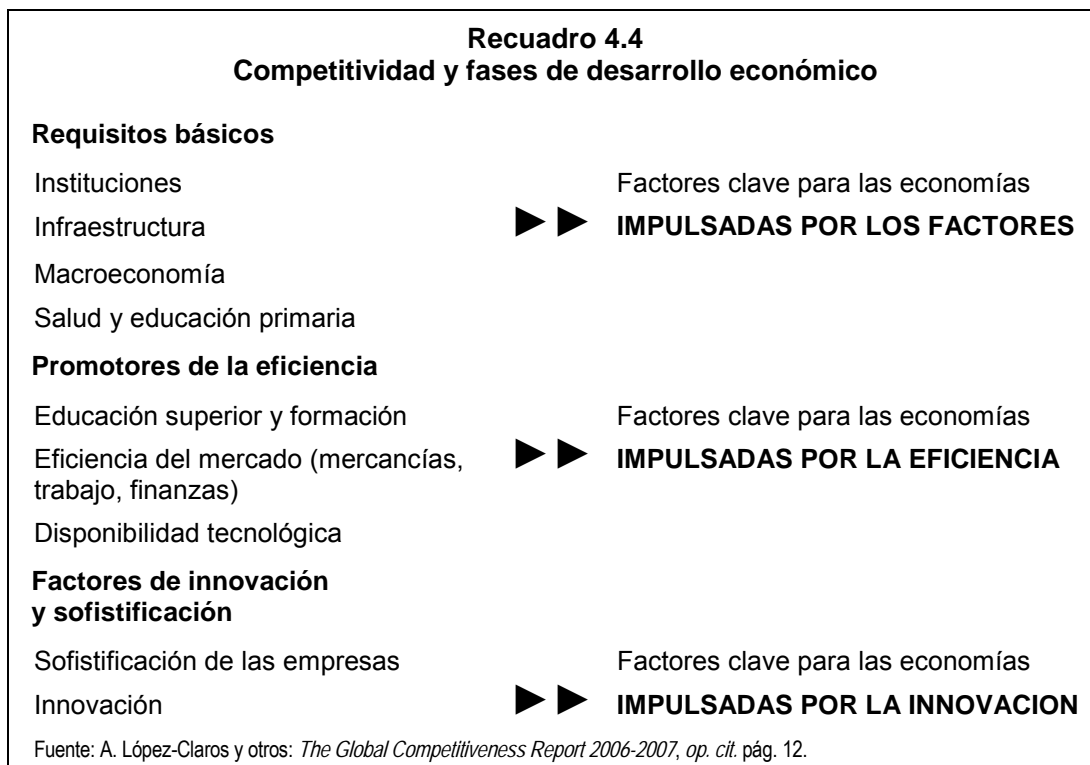 Recuadro 4.4
Competitividad y fases de desarrollo económico
Requisitos básicos
Instituciones Factores clave para las economías
Infraestructura ►► IMPULSADAS POR LOS FACTORES
Macroeconomía
Salud y educación primaria
Promotores de la eficiencia
Educación superior y formación Factores clave para las economías
Eficiencia del mercado (mercancías, ►► IMPULSADAS POR LA EFICIENCIA
trabajo, finanzas)
Disponibilidad tecnológica
Factores de innovación
y sofistificación
Sofistificación de las empresas Factores clave para las economías
Innovación ►► IMPULSADAS POR LA INNOVACION
Fuente: A. López-Claros y otros: The Global Competitiveness Report 2006-2007, op. cit. pág. 12.